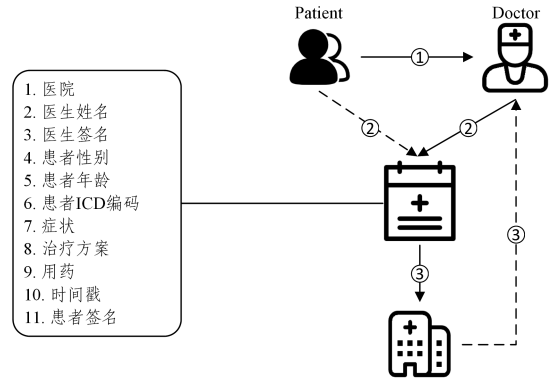 Patient
Doctor
①
②
②
③
③
1. 医院
2. 医生姓名
3. 医生签名
4. 患者性别
5. 患者年龄
6. 患者ICD编码
7. 症状
8. 治疗方案
9. 用药
10. 时间戳
11. 患者签名